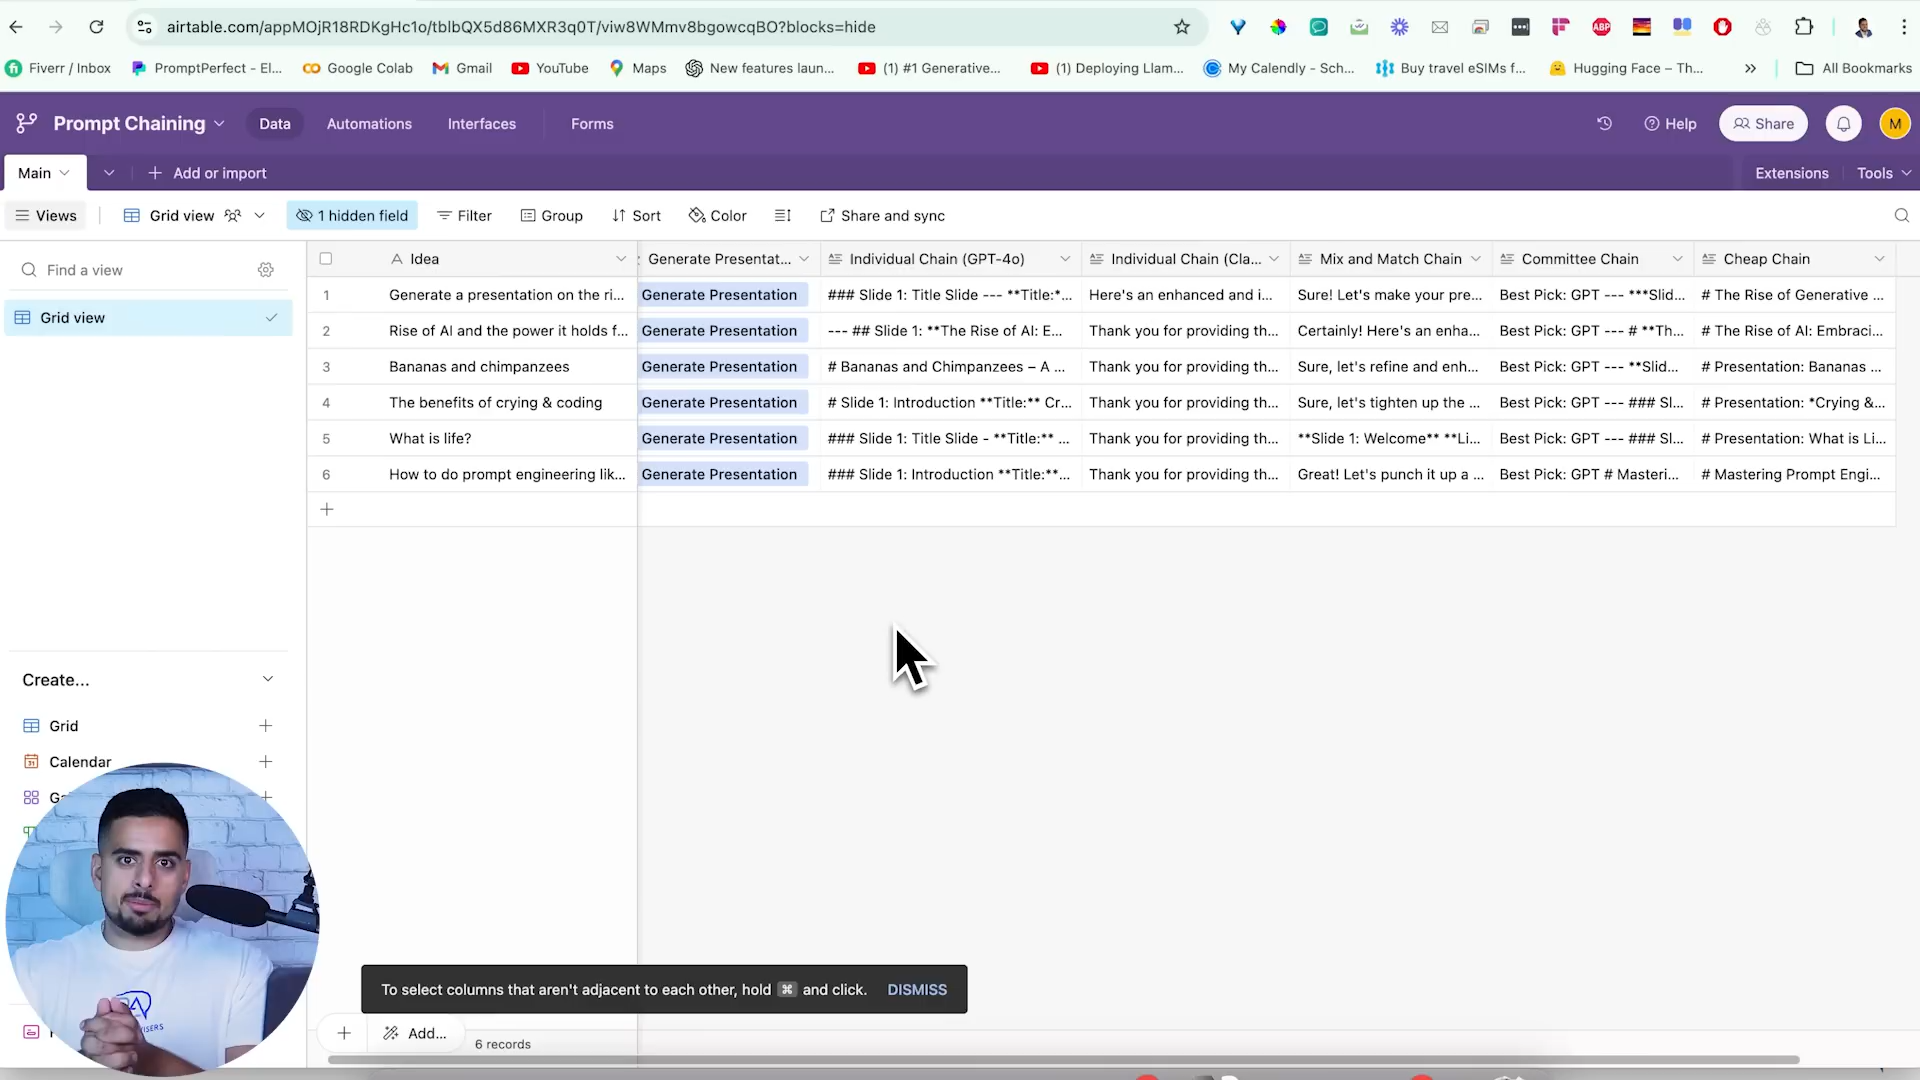 airtable.com/appMOjR18RDKgHc1o/tblbQX5d86MXR3q0T/viw8WMmv8bgowcqBO?blocks=hide
Fiverr / Inbox PromptPerfect - El... Google Colab Gmail YouTube Maps New features laun... (1) #1 Generative... (1) Deploying Llam... My Calendly - Sch... Buy travel eSIMs f... Hugging Face – Th... » All Bookmarks
Prompt Chaining Data Automations Interfaces Forms Help Share M
Main + Add or import Extensions Tools
Views Grid view 1 hidden field Filter Group Sort Color Share and sync
Find a view
Idea Generate Presentat... Individual Chain (GPT-4o) Individual Chain (Cla... Mix and Match Chain Committee Chain Cheap Chain
1 Generate a presentation on the ri... Generate Presentation ### Slide 1: Title Slide --- **Title:*... Here's an enhanced and i... Sure! Let's make your pre... Best Pick: GPT --- ***Slid... # The Rise of Generative ...
Grid view
2 Rise of AI and the power it holds f... Generate Presentation --- ## Slide 1: **The Rise of AI: E... Thank you for providing th... Certainly! Here's an enha... Best Pick: GPT --- # **Th... # The Rise of AI: Embraci...
3 Bananas and chimpanzees Generate Presentation # Bananas and Chimpanzees – A ... Thank you for providing th... Sure, let's refine and enh... Best Pick: GPT --- **Slid... # Presentation: Bananas ...
4 The benefits of crying & coding Generate Presentation # Slide 1: Introduction **Title:** Cr... Thank you for providing th... Sure, let's tighten up the ... Best Pick: GPT --- ### Sl... # Presentation: *Crying &...
5 What is life? Generate Presentation ### Slide 1: Title Slide - **Title:** ... Thank you for providing th... **Slide 1: Welcome** **Li... Best Pick: GPT --- ### Sl... # Presentation: What is Li...
6 How to do prompt engineering lik... Generate Presentation ### Slide 1: Introduction **Title:**... Thank you for providing th... Great! Let's punch it up a ... Best Pick: GPT # Masteri... # Mastering Prompt Engi...
Create...
Grid
Calendar
To select columns that aren't adjacent to each other, hold ⌘ and click. DISMISS
+ Add...
6 records